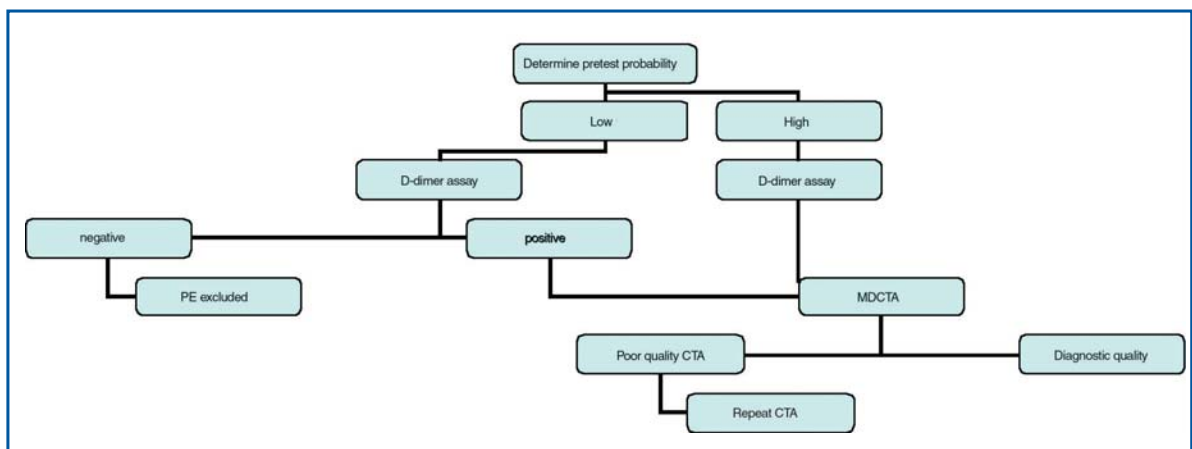 Determine pretest probability
Low
High
D-dimer assay
D-dimer assay
negative
positive
PE excluded
MDCTA
Poor quality CTA
Diagnostic quality
Repeat CTA